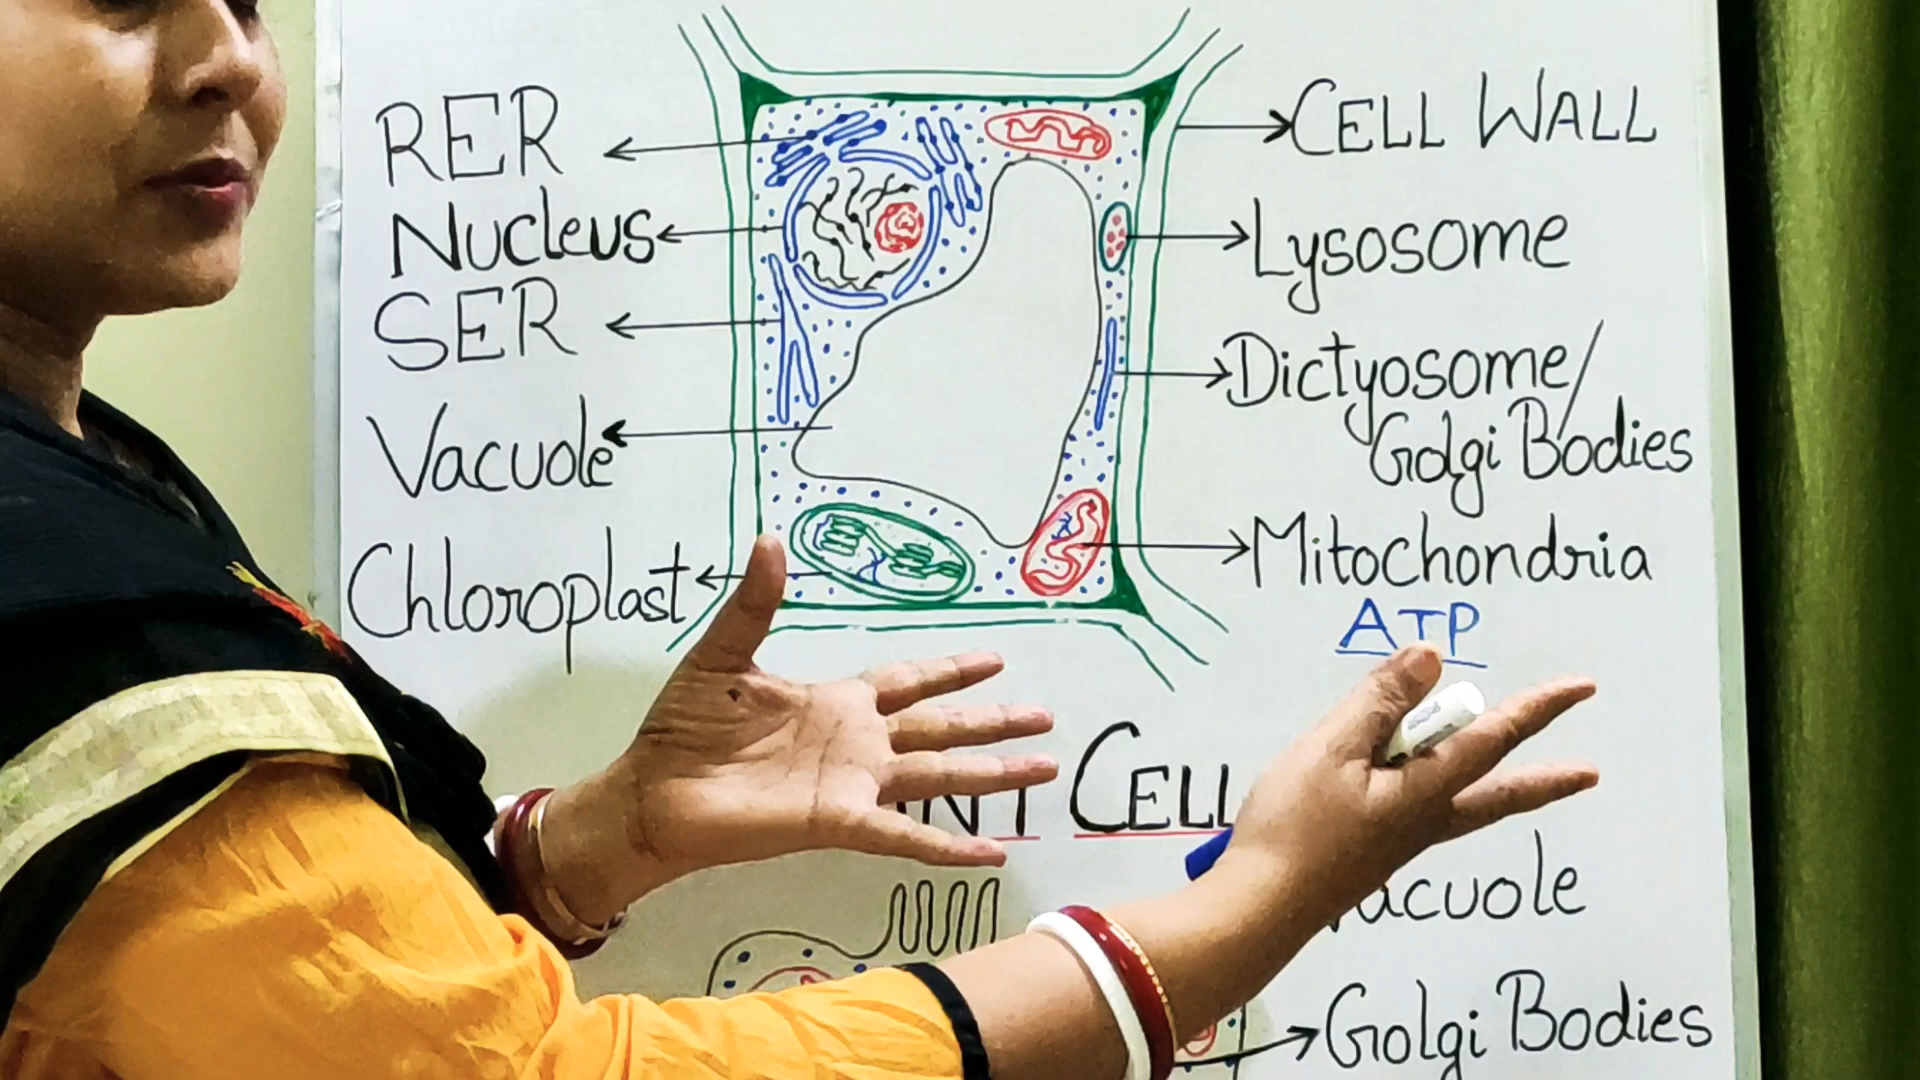 RER
Nucleus
SER
Vacuole
Chloroplast
CELL WALL
Lysosome
Dictyosome/
Golgi Bodies
Mitochondria
ATP
CELL
Golgi Bodies